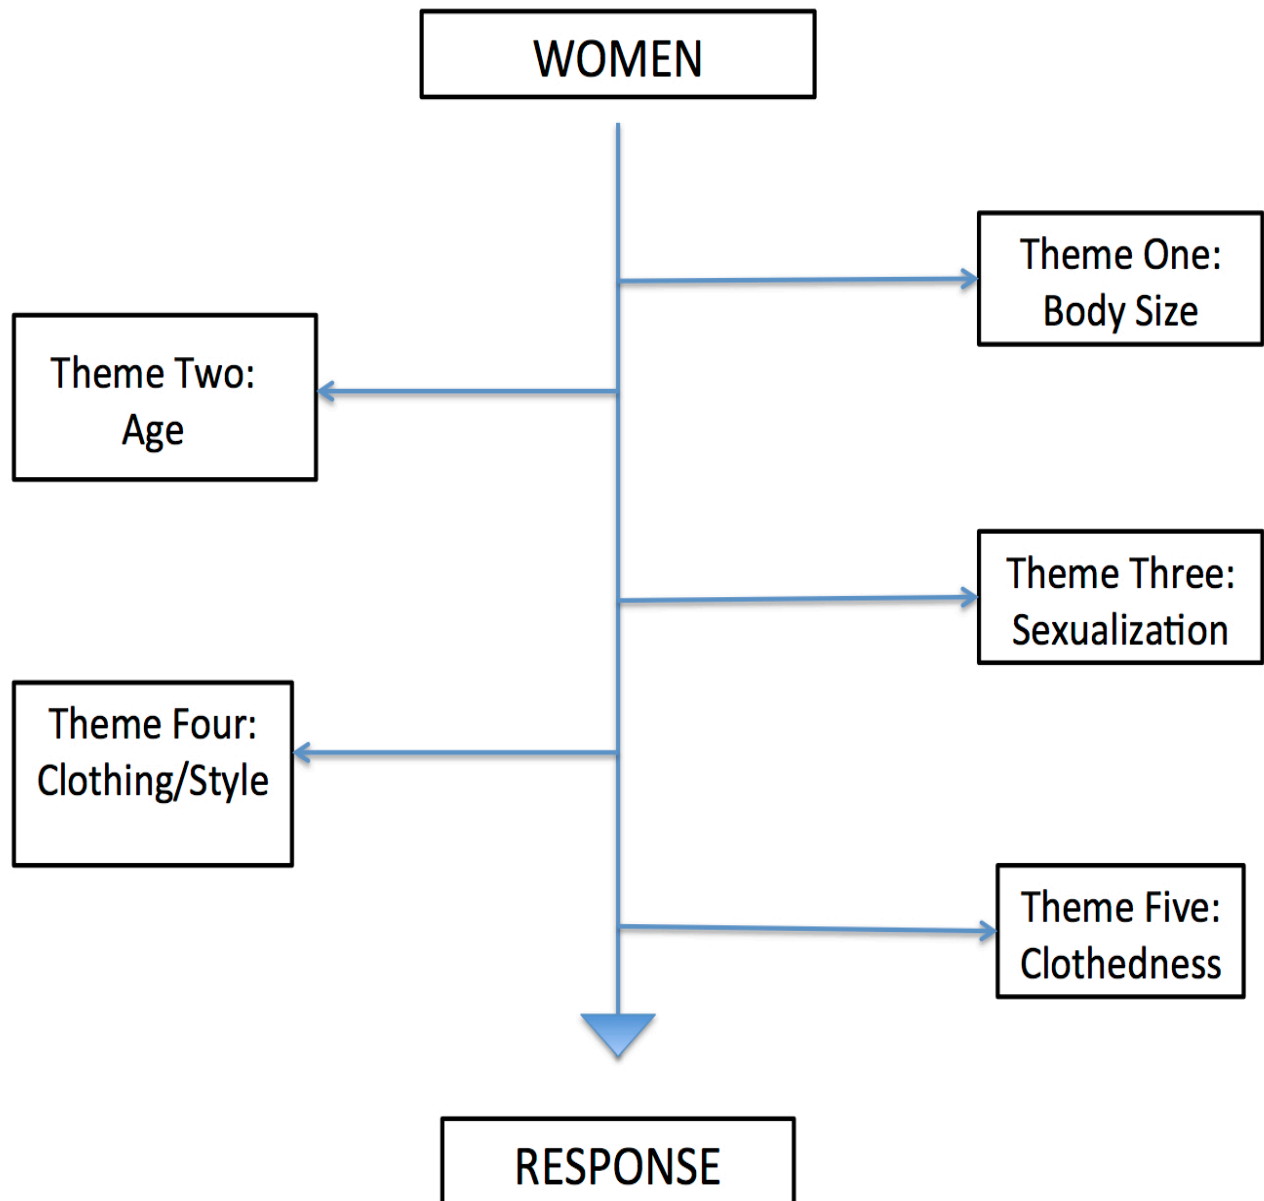 WOMEN
Theme One:
Body Size
Theme Two:
Age
Theme Three:
Sexualization
Theme Four:
Clothing/Style
Theme Five:
Clothedness
RESPONSE